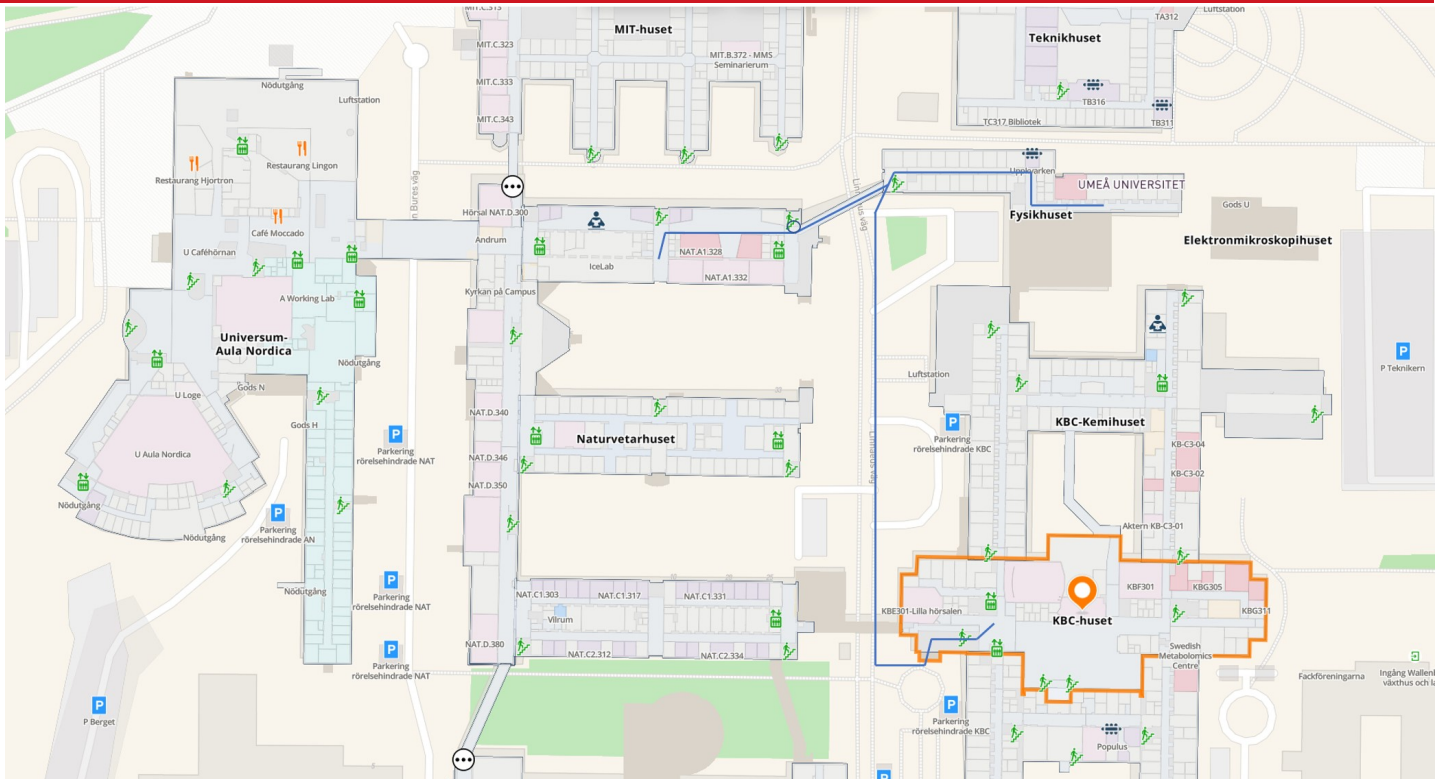 MIT.C.313
MIT.C.323
MIT.C.333
MIT.C.343
MIT-huset
MIT.B.372 - MMS
Seminarierum
Teknikhuset
TA312
Luftstation
TB316
TB311
TC317 Bibliotek
Nödutgång
Luftstation
Restaurang Lingon
Restaurang Hjortron
Café Moccado
U Caféhörnan
n Bures väg
Hörsal NAT.D.300
Andrum
NAT.A1.328
IceLab
NAT.A1.332
Kyrkan på Campus
Uppkvarken
UMEÅ UNIVERSITET
Fysikhuset
Gods U
Elektronmikroskopihuset
A Working Lab
Universum-
Aula Nordica
Nödutgång
Gods N
U Loge
Gods H
U Aula Nordica
Nödutgång
Nödutgång
P
Parkering
rörelsehindrade NAT
P
Parkering
rörelsehindrade AN
Nödutgång
P
Parkering
rörelsehindrade NAT
P
Parkering
rörelsehindrade NAT
P
P Berget
NAT.D.340
NAT.D.346
NAT.D.350
NAT.D.380
Naturvetarhuset
Linnaeus väg
NAT.C1.303
NAT.C1.317
NAT.C1.331
Vilrum
NAT.C2.312
NAT.C2.334
Luftstation
P
Parkering
rörelsehindrade KBC
KBC-Kemihuset
KB-C3-04
KB-C3-02
Aktern KB-C3-01
P
P Teknikern
KBE301-Lilla hörsalen
KBF301
KBG305
KBG311
KBC-huset
Swedish
Metabolomics
Centre
P
Parkering
rörelsehindrade KBC
Populus
P
Fackföreningarna
Ingång Wallen
växthus och la